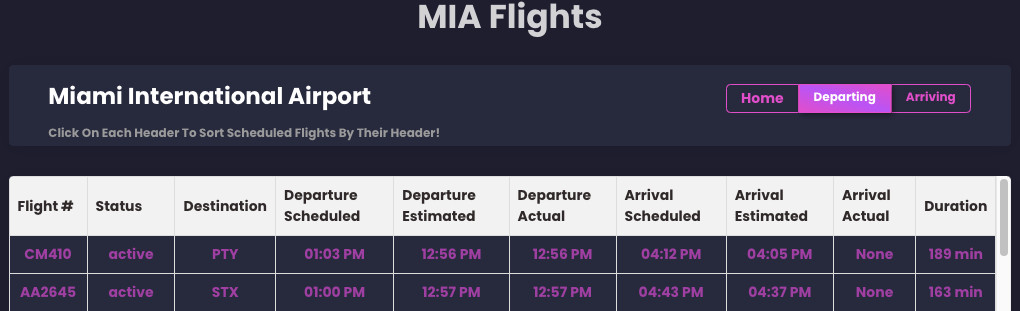 MIA Flights
Miami International Airport
Home Departing Arriving
Click On Each Header To Sort Scheduled Flights By Their Header!
Flight # Status Destination Departure Scheduled Departure Estimated Departure Actual Arrival Scheduled Arrival Estimated Arrival Actual Duration
CM410 active PTY 01:03 PM 12:56 PM 12:56 PM 04:12 PM 04:05 PM None 189 min
AA2645 active STX 01:00 PM 12:57 PM 12:57 PM 04:43 PM 04:37 PM None 163 min